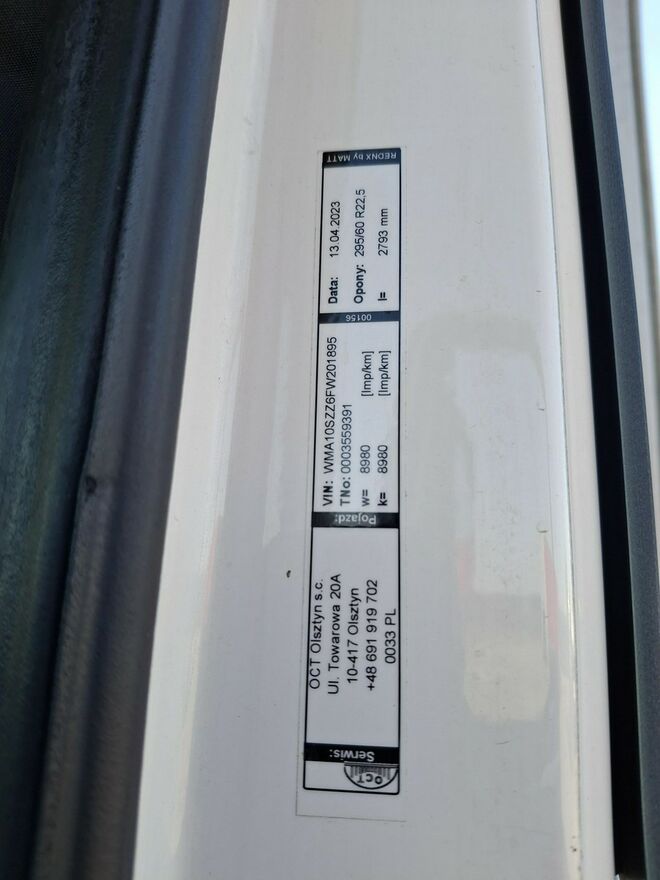 OCT
Serwis:
OCT Olsztyn s.c.
Ul. Towarowa 20A
10-417 Olsztyn
+48 691 919 702
0033 PL
Pojazd:
VIN: WMA10SZZ6FW201895
TNo: 0003559391
w= 8980 [Imp/km]
k= 8980 [Imp/km]
00156
Data: 13.04.2023
Opony: 295/60 R22,5
l= 2793 mm
REDNX by MATT